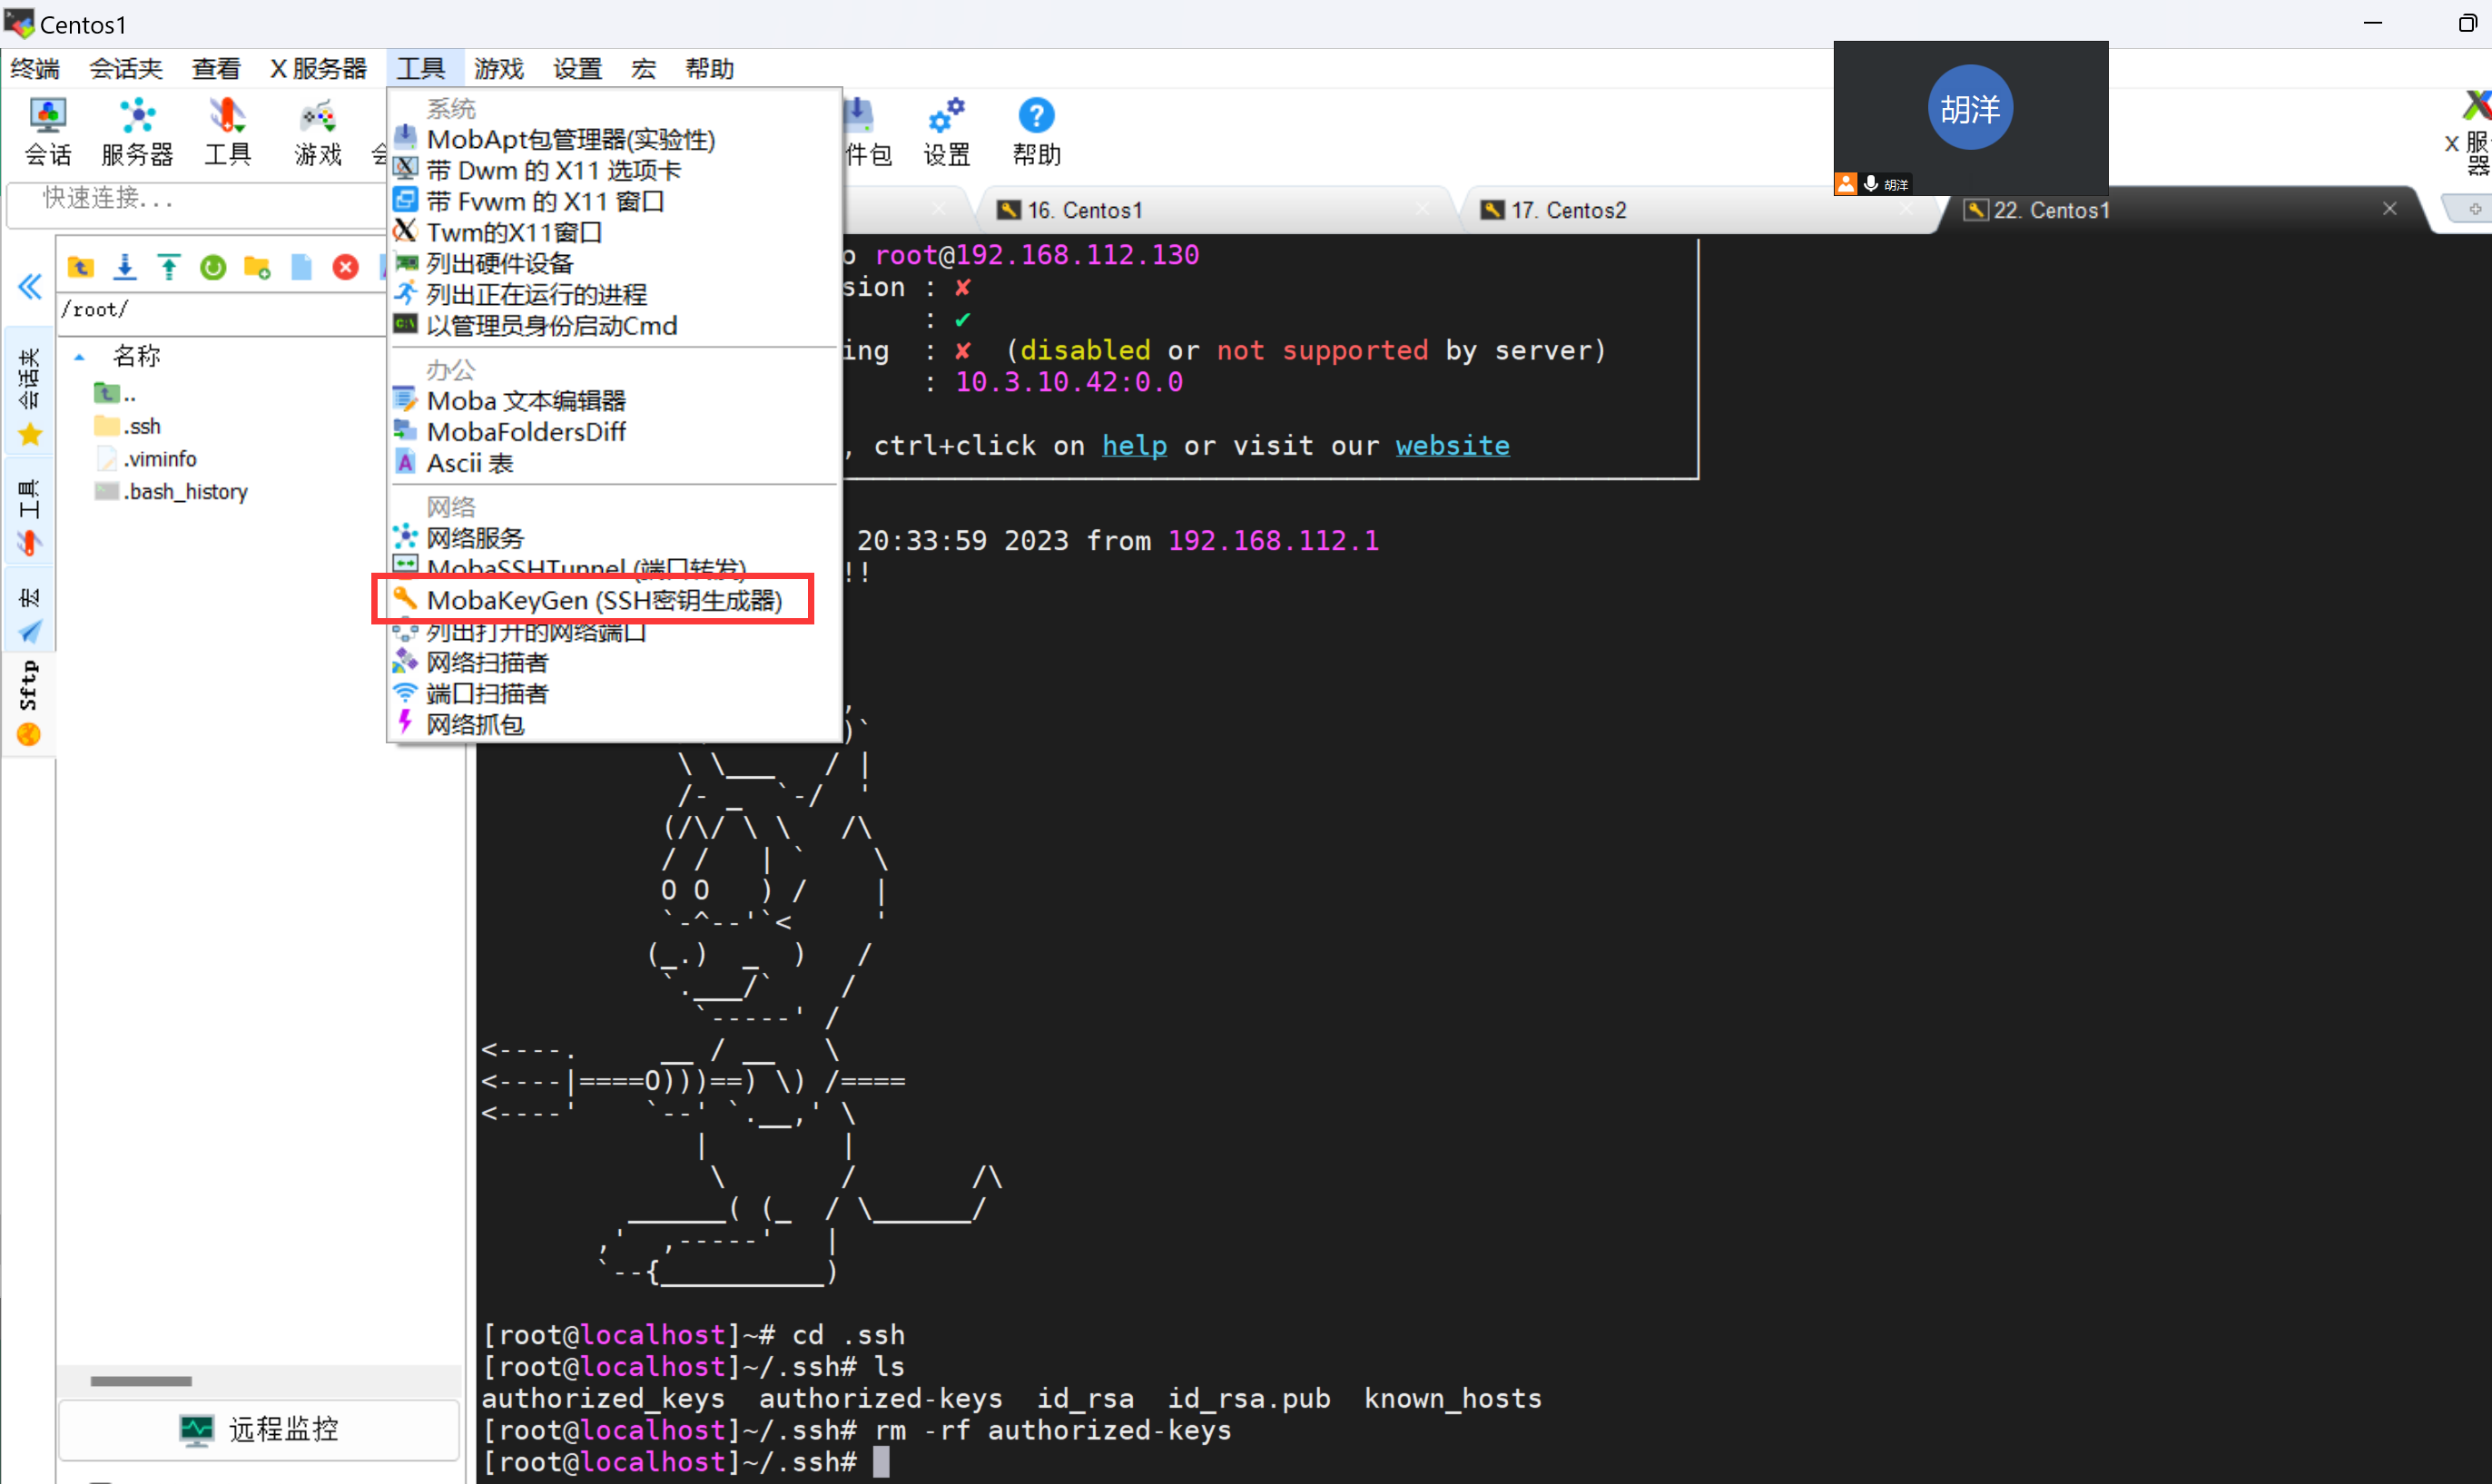 Centos1
终端 会话夹 查看 X 服务器 工具 游戏 设置 宏 帮助
会话 服务器 工具 游戏
件包 设置 帮助
X 服
器
胡洋
胡洋
快速连接...
16. Centos1
17. Centos2
22. Centos1
/root/
名称
..
.ssh
.viminfo
.bash_history
会话夹
工具
宏
Sftp
远程监控
系统
MobApt包管理器(实验性)
带 Dwm 的 X11 选项卡
带 Fvwm 的 X11 窗口
Twm的X11窗口
列出硬件设备
列出正在运行的进程
以管理员身份启动Cmd
办公
Moba 文本编辑器
MobaFoldersDiff
Ascii 表
网络
网络服务
MobaSSHTunnel (端口转发)
MobaKeyGen (SSH密钥生成器)
列出打开的网络端口
网络扫描者
端口扫描者
网络抓包
o root@192.168.112.130
sion : ✘
: ✔
ing : ✘ (disabled or not supported by server)
: 10.3.10.42:0.0
, ctrl+click on help or visit our website
20:33:59 2023 from 192.168.112.1
!!
[root@localhost]~# cd .ssh
[root@localhost]~/.ssh# ls
authorized_keys authorized-keys id_rsa id_rsa.pub known_hosts
[root@localhost]~/.ssh# rm -rf authorized-keys
[root@localhost]~/.ssh#